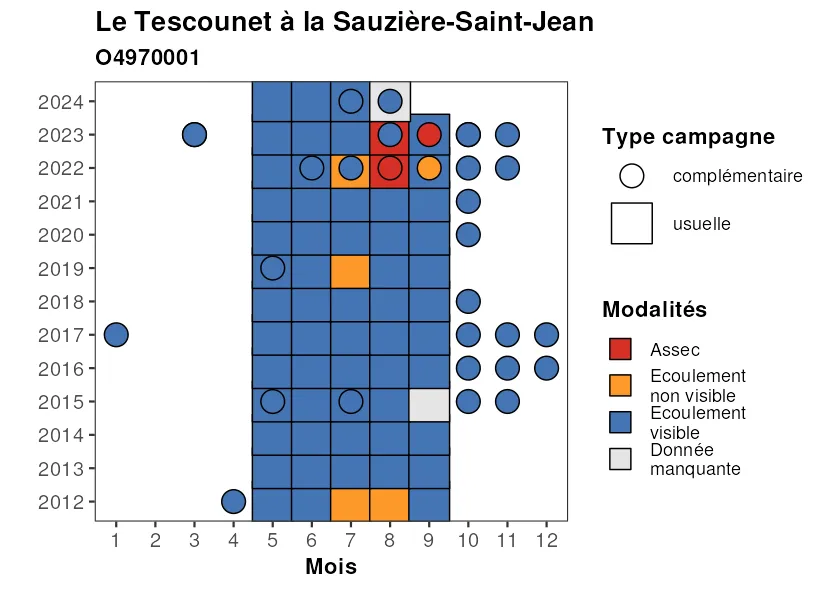 Le Tescounet à la Sauzière-Saint-Jean
O4970001
2024
2023
2022
2021
2020
2019
2018
2017
2016
2015
2014
2013
2012
1 2 3 4 5 6 7 8 9 10 11 12
Mois
Type campagne
complémentaire
usuelle
Modalités
Assec
Ecoulement
non visible
Ecoulement
visible
Donnée
manquante